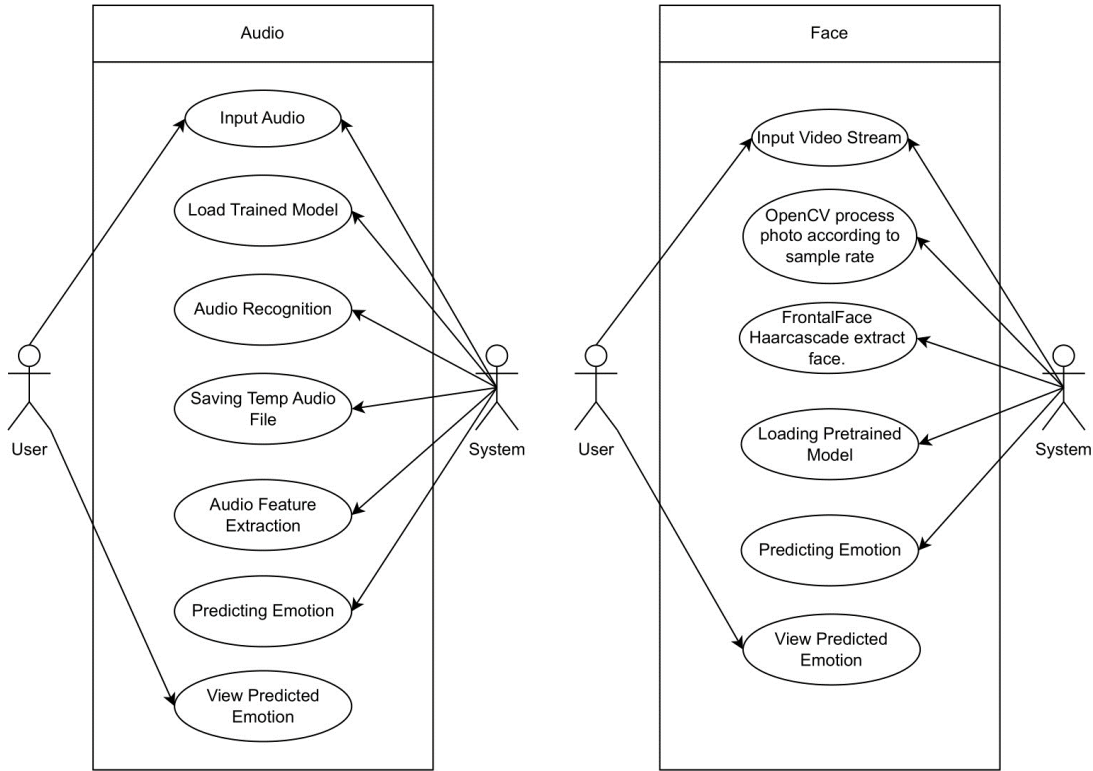 Audio
Input Audio
Load Trained Model
Audio Recognition
Saving Temp Audio
File
Audio Feature
Extraction
Predicting Emotion
View Predicted
Emotion
User
System
Face
Input Video Stream
OpenCV process
photo according to
sample rate
FrontalFace
Haarcascade extract
face.
Loading Pretrained
Model
Predicting Emotion
View Predicted
Emotion
User
System